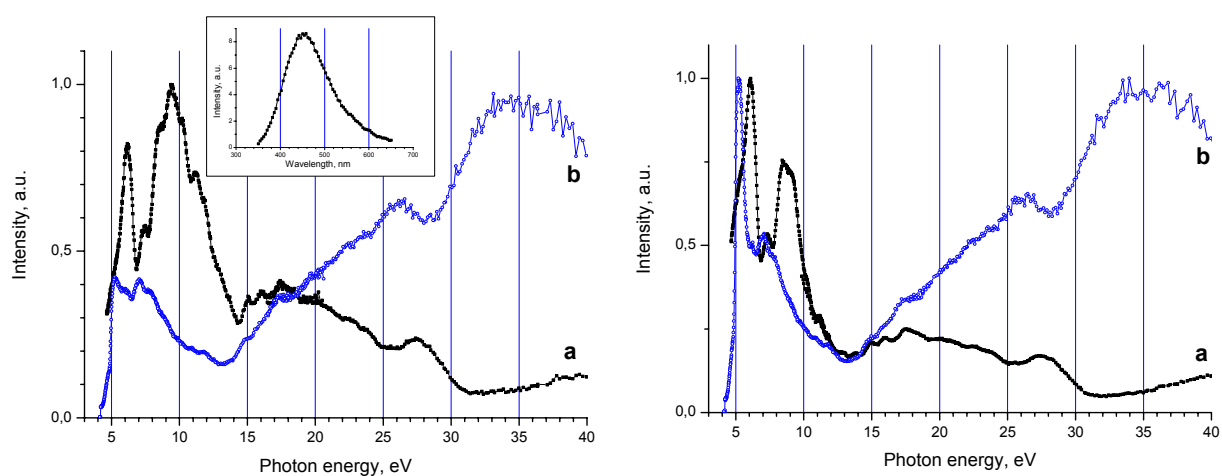 Intensity, a.u.
8
6
4
2
0
300 400 500 600 700
Wavelength, nm
1,0
0,5
0,0
Intensity, a.u.
b
a
5 10 15 20 25 30 35 40
Photon energy, eV
1,0
0,5
0,0
Intensity, a.u.
b
a
5 10 15 20 25 30 35 40
Photon energy, eV